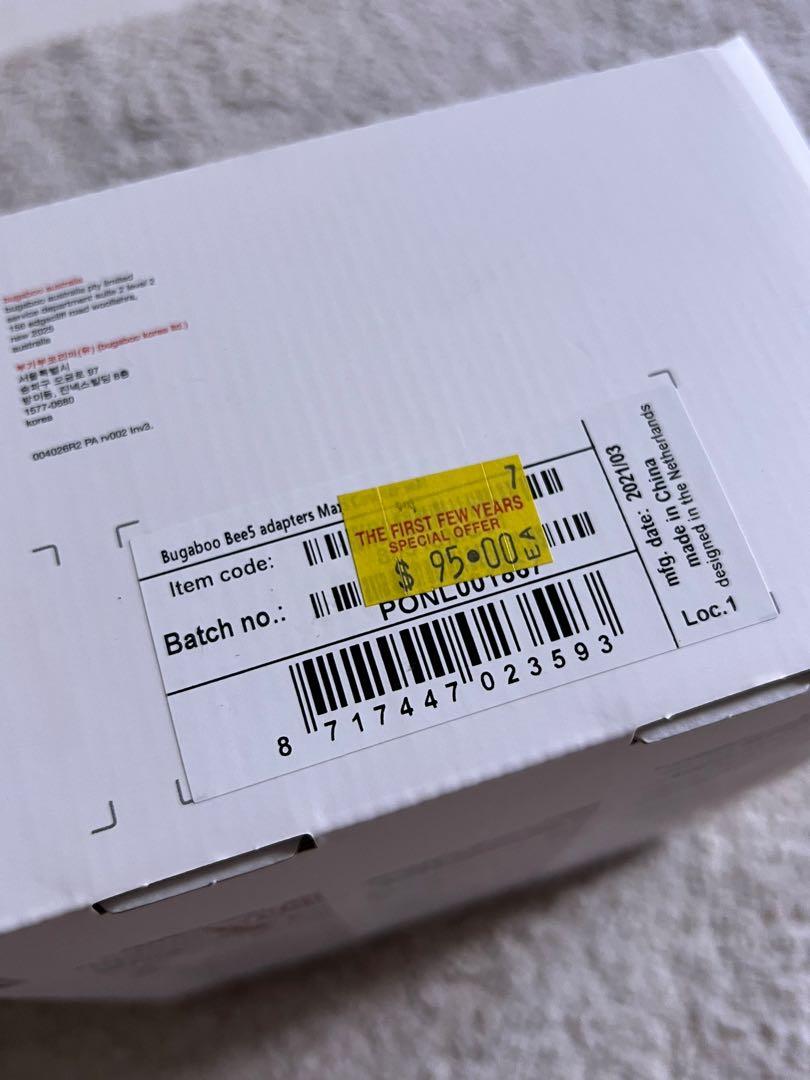 bugaboo australia
bugaboo australia pty limited
service department suite 2 level 2
156 edgecliff road woollahra,
nsw 2025
australia
부가부코리아(유) (bugaboo korea ltd.)
서울특별시
송파구 오금로 97
방이동, 진넥스빌딩 8층
1577-0680
korea
004026R2 PA rv002 Inv3.
Bugaboo Bee5 adapters Max
Item code:
Batch no.:
7
THE FIRST FEW YEARS
SPECIAL OFFER
$ 95.00 EA
8 717447 023593
mfg. date: 2021/03
made in China
designed in the Netherlands
Loc.1